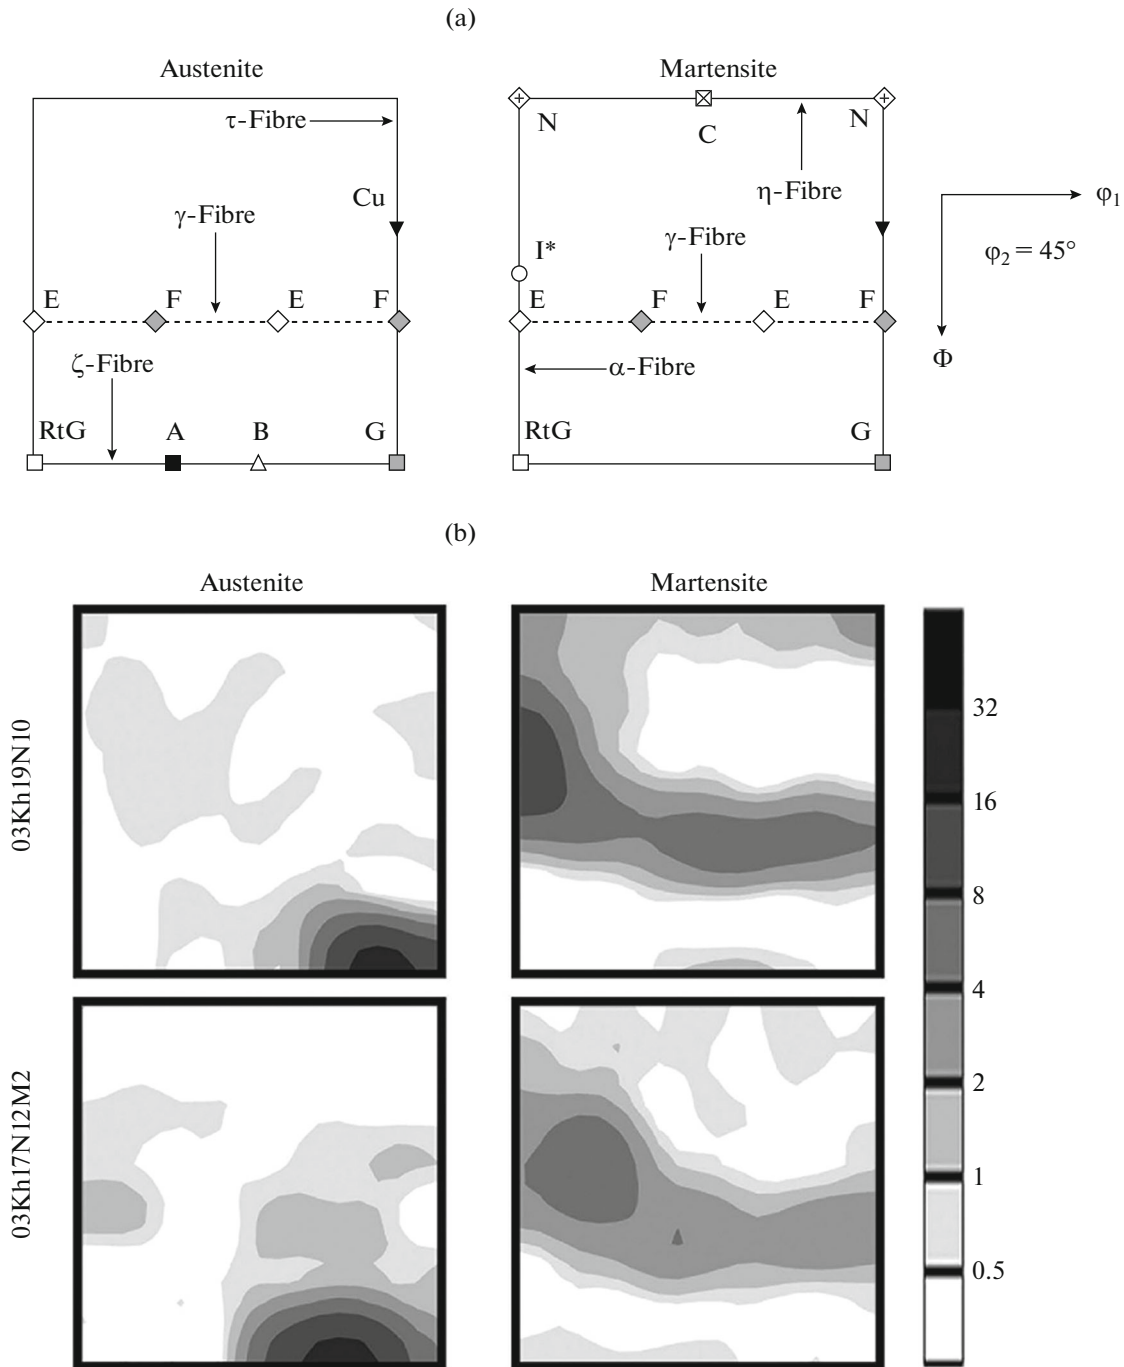 (a)
Austenite
Martensite
τ-Fibre
Cu
γ-Fibre
E F E F
ζ-Fibre
RtG A B G
N C N
η-Fibre
γ-Fibre
I*
E F E F
α-Fibre
RtG G
φ1
φ2 = 45°
Φ
(b)
Austenite
Martensite
03Kh19N10
03Kh17N12M2
32
16
8
4
2
1
0.5